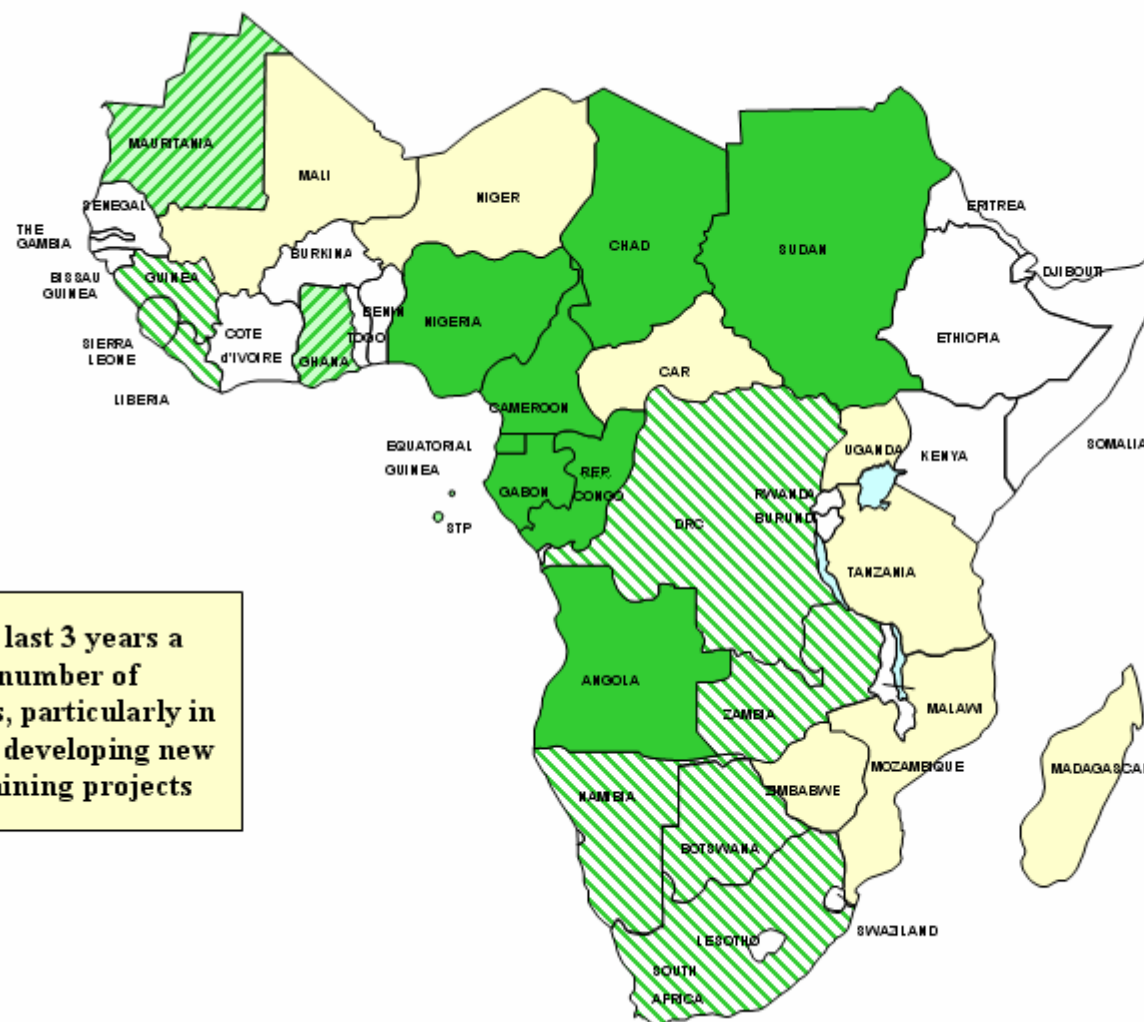 MAURITANIA
MALI
NIGER
SENEGAL
THE
GAMBIA
BURKINA
CHAD
SUDAN
ERITREA
DJIBOUTI
BISSAU
GUINEA
GUINEA
BENIN
NIGERIA
SIERRA
LEONE
COTE
d'IVOIRE
GHANA
TOGO
ETHIOPIA
LIBERIA
CAR
CAMEROON
EQUATORIAL
GUINEA
UGANDA
KENYA
SOMALIA
GABON
REP.
CONGO
RWANDA
BURUNDI
STP
DRC
TANZANIA
last 3 years a
number of
s, particularly in
developing new
ining projects
ANGOLA
ZAMBIA
MALAWI
MOZAMBIQUE
MADAGASCAR
NAMIBIA
ZIMBABWE
BOTSWANA
SWAZILAND
LESOTHO
SOUTH
AFRICA